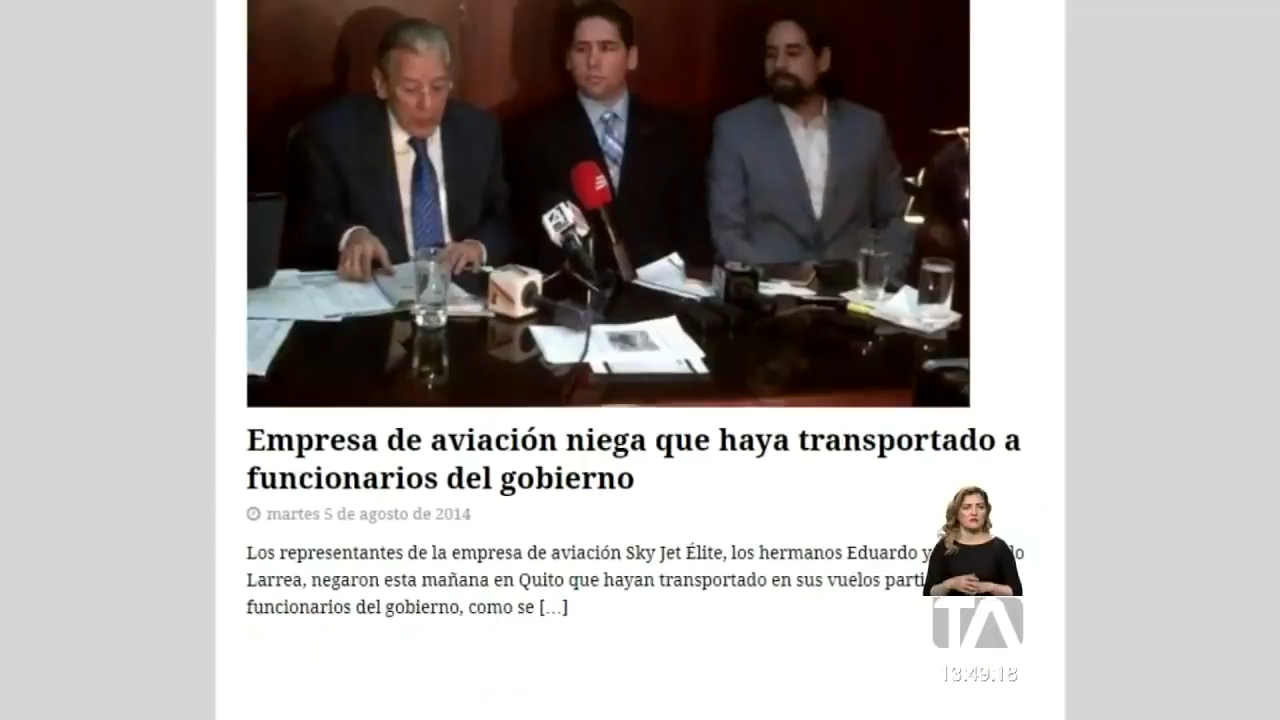 4
Empresa de aviación niega que haya transportado a
funcionarios del gobierno
martes 5 de agosto de 2014
Los representantes de la empresa de aviación Sky Jet Élite, los hermanos Eduardo y
Larrea, negaron esta mañana en Quito que hayan transportado en sus vuelos
funcionarios del gobierno, como se [...]
TA
13:49:18